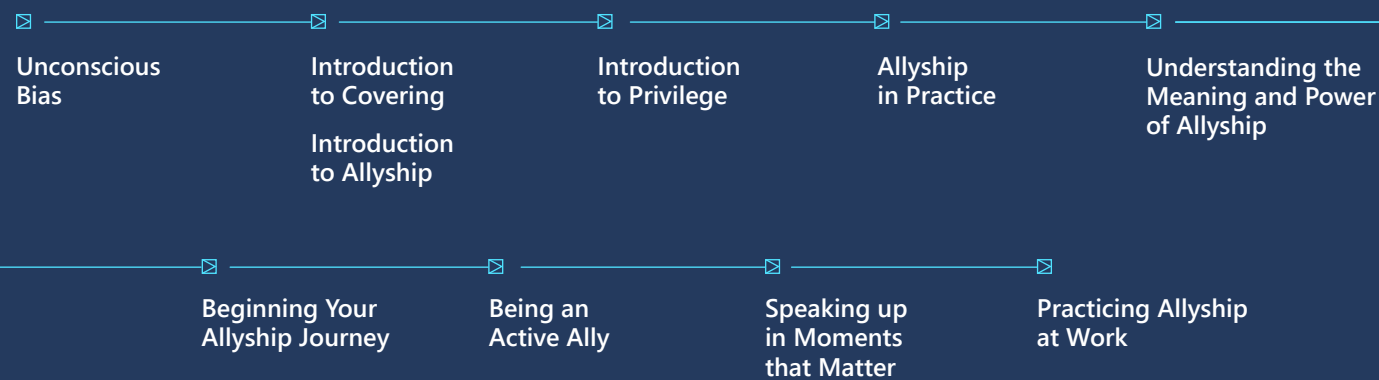 Unconscious
Bias
Introduction
to Covering
Introduction
to Allyship
Introduction
to Privilege
Allyship
in Practice
Understanding the
Meaning and Power
of Allyship
Beginning Your
Allyship Journey
Being an
Active Ally
Speaking up
in Moments
that Matter
Practicing Allyship
at Work